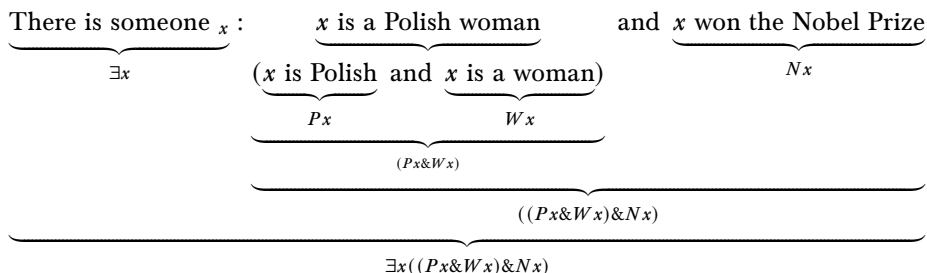 There is someone x : x is a Polish woman and x won the Nobel Prize
∃x (x is Polish and x is a woman) Nx
Px Wx
(Px&Wx)
((Px&Wx)&Nx)
∃x((Px&Wx)&Nx)